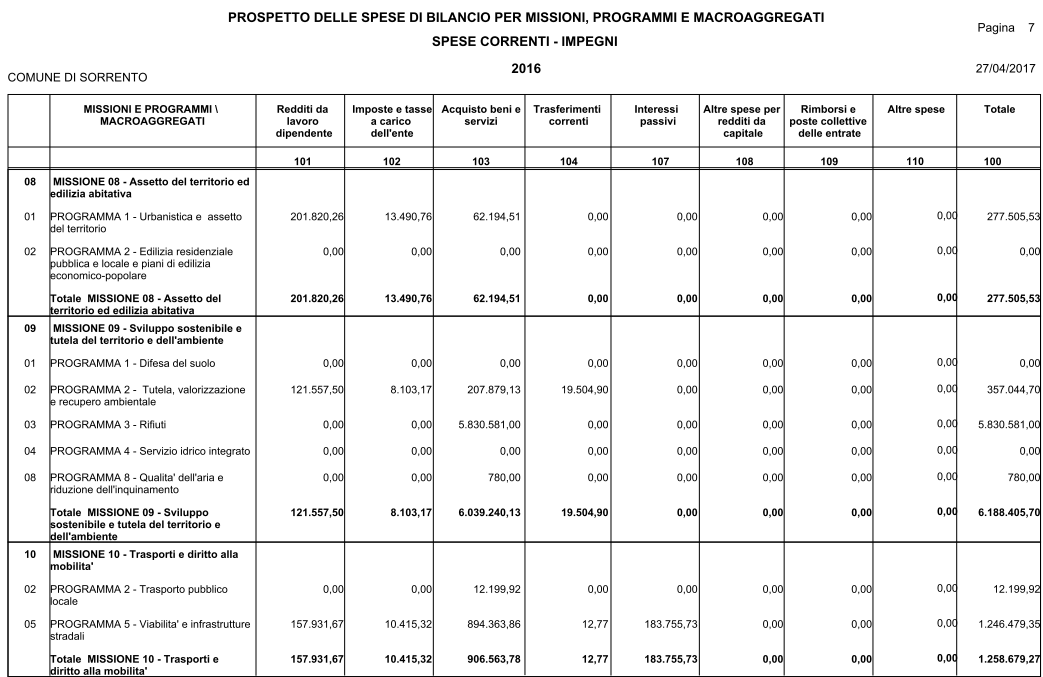 PROSPETTO DELLE SPESE DI BILANCIO PER MISSIONI, PROGRAMMI E MACROAGGREGATI
Pagina 7
SPESE CORRENTI - IMPEGNI
2016
27/04/2017
COMUNE DI SORRENTO
MISSIONI E PROGRAMMI \ Redditi da Imposte e tasse Acquisto beni e Trasferimenti Interessi Altre spese per Rimborsi e Altre spese Totale
MACROAGGREGATI lavoro a carico servizi correnti passivi redditi da poste collettive
dipendente dell'ente capitale delle entrate
101 102 103 104 107 108 109 110 100
08 MISSIONE 08 - Assetto del territorio ed
edilizia abitativa
01 PROGRAMMA 1 - Urbanistica e assetto 201.820,26 13.490,76 62.194,51 0,00 0,00 0,00 0,00 0,00 277.505,53
del territorio
02 PROGRAMMA 2 - Edilizia residenziale 0,00 0,00 0,00 0,00 0,00 0,00 0,00 0,00 0,00
pubblica e locale e piani di edilizia
economico-popolare
Totale MISSIONE 08 - Assetto del 201.820,26 13.490,76 62.194,51 0,00 0,00 0,00 0,00 0,00 277.505,53
territorio ed edilizia abitativa
09 MISSIONE 09 - Sviluppo sostenibile e
tutela del territorio e dell'ambiente
01 PROGRAMMA 1 - Difesa del suolo 0,00 0,00 0,00 0,00 0,00 0,00 0,00 0,00 0,00
02 PROGRAMMA 2 - Tutela, valorizzazione 121.557,50 8.103,17 207.879,13 19.504,90 0,00 0,00 0,00 0,00 357.044,70
e recupero ambientale
03 PROGRAMMA 3 - Rifiuti 0,00 0,00 5.830.581,00 0,00 0,00 0,00 0,00 0,00 5.830.581,00
04 PROGRAMMA 4 - Servizio idrico integrato 0,00 0,00 0,00 0,00 0,00 0,00 0,00 0,00 0,00
08 PROGRAMMA 8 - Qualita' dell'aria e 0,00 0,00 780,00 0,00 0,00 0,00 0,00 0,00 780,00
riduzione dell'inquinamento
Totale MISSIONE 09 - Sviluppo 121.557,50 8.103,17 6.039.240,13 19.504,90 0,00 0,00 0,00 0,00 6.188.405,70
sostenibile e tutela del territorio e
dell'ambiente
10 MISSIONE 10 - Trasporti e diritto alla
mobilita'
02 PROGRAMMA 2 - Trasporto pubblico 0,00 0,00 12.199,92 0,00 0,00 0,00 0,00 0,00 12.199,92
locale
05 PROGRAMMA 5 - Viabilita' e infrastrutture 157.931,67 10.415,32 894.363,86 12,77 183.755,73 0,00 0,00 0,00 1.246.479,35
stradali
Totale MISSIONE 10 - Trasporti e 157.931,67 10.415,32 906.563,78 12,77 183.755,73 0,00 0,00 0,00 1.258.679,27
diritto alla mobilita'